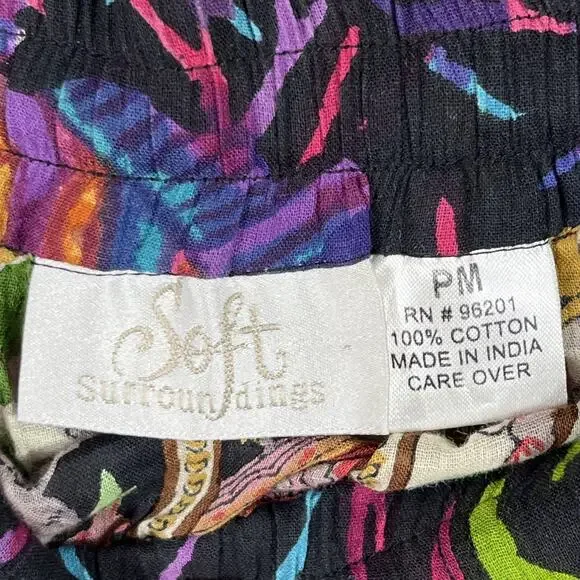 Soft
Surroundings
PM
RN # 96201
100% COTTON
MADE IN INDIA
CARE OVER